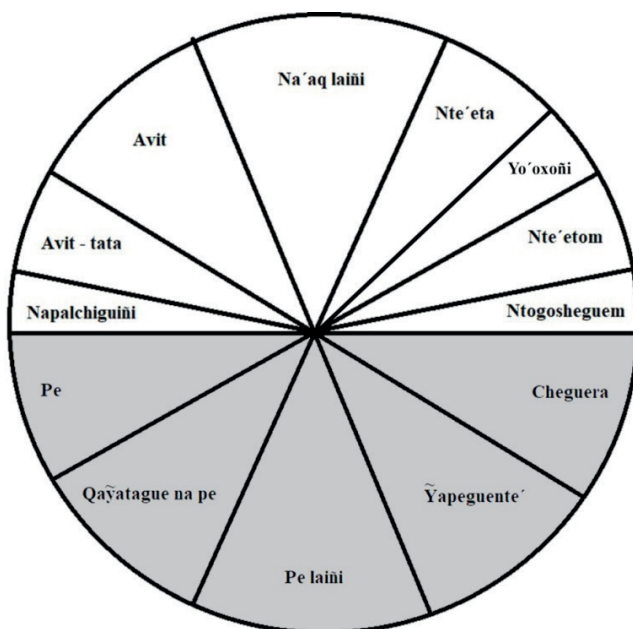 Na´aq laiñi
Nte´eta
Avit
Yo´oxoñi
Nte´etom
Avit - tata
Napalchiguiñi
Ntogosheguem
Pe
Cheguera
Qaỹatague na pe
Ỹapeguente´
Pe laiñi